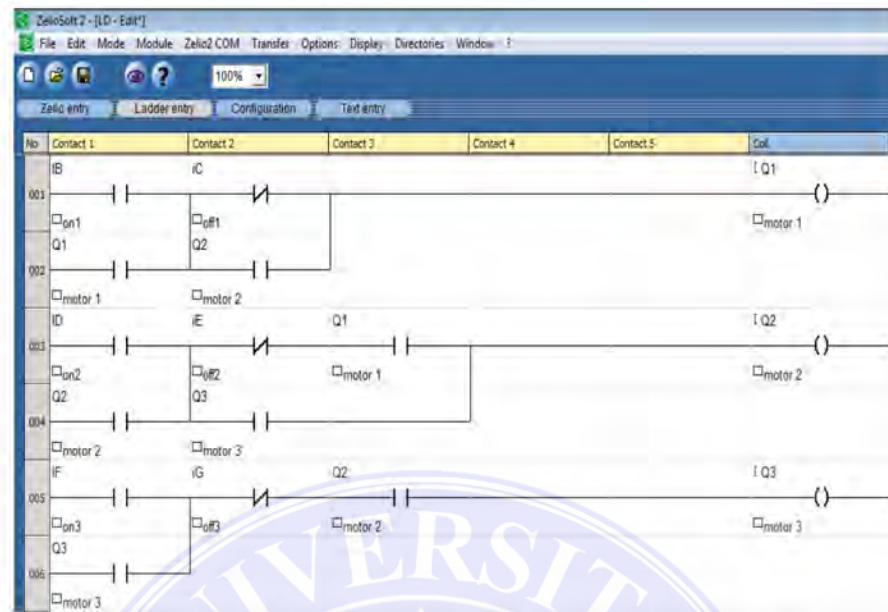 ZelioSoft 2 - [LD - Edit*]
File Edit Mode Module Zelio2 COM Transfer Options Display Directories Window ?
100%
Zelio entry Ladder entry Configuration Text entry
No Contact 1 Contact 2 Contact 3 Contact 4 Contact 5 Coil
IB iC [ Q1
001
on1 off1 motor 1
Q1 Q2
002
motor 1 motor 2
ID iE Q1 [ Q2
003
on2 off2 motor 1 motor 2
Q2 Q3
004
motor 2 motor 3
IF iG Q2 [ Q3
005
on3 off3 motor 2 motor 3
Q3
006
motor 3
IVERSIT